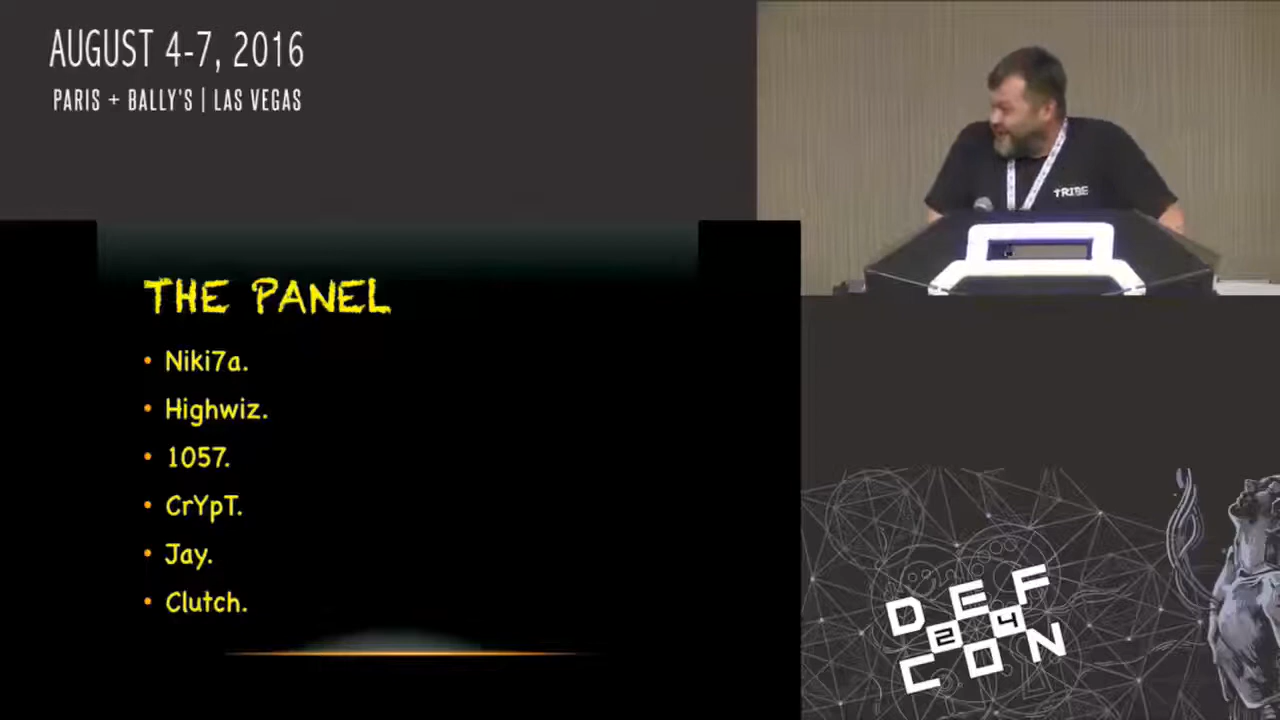 AUGUST 4-7, 2016
PARIS + BALLY'S | LAS VEGAS
TRIBE
THE PANEL
• Niki7a.
• Highwiz.
• 1057.
• CrYpT.
• Jay.
• Clutch.
DEF
24
CON